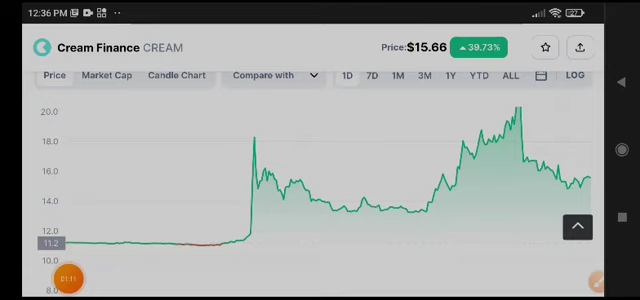 12:36 PM
27
Cream Finance CREAM
Price: $15.66 ▲ 39.73%
Price Market Cap Candle Chart Compare with 1D 7D 1M 3M 1Y YTD ALL LOG
20.0
18.0
16.0
14.0
12.0
11.2
10.0
8.0
01:11